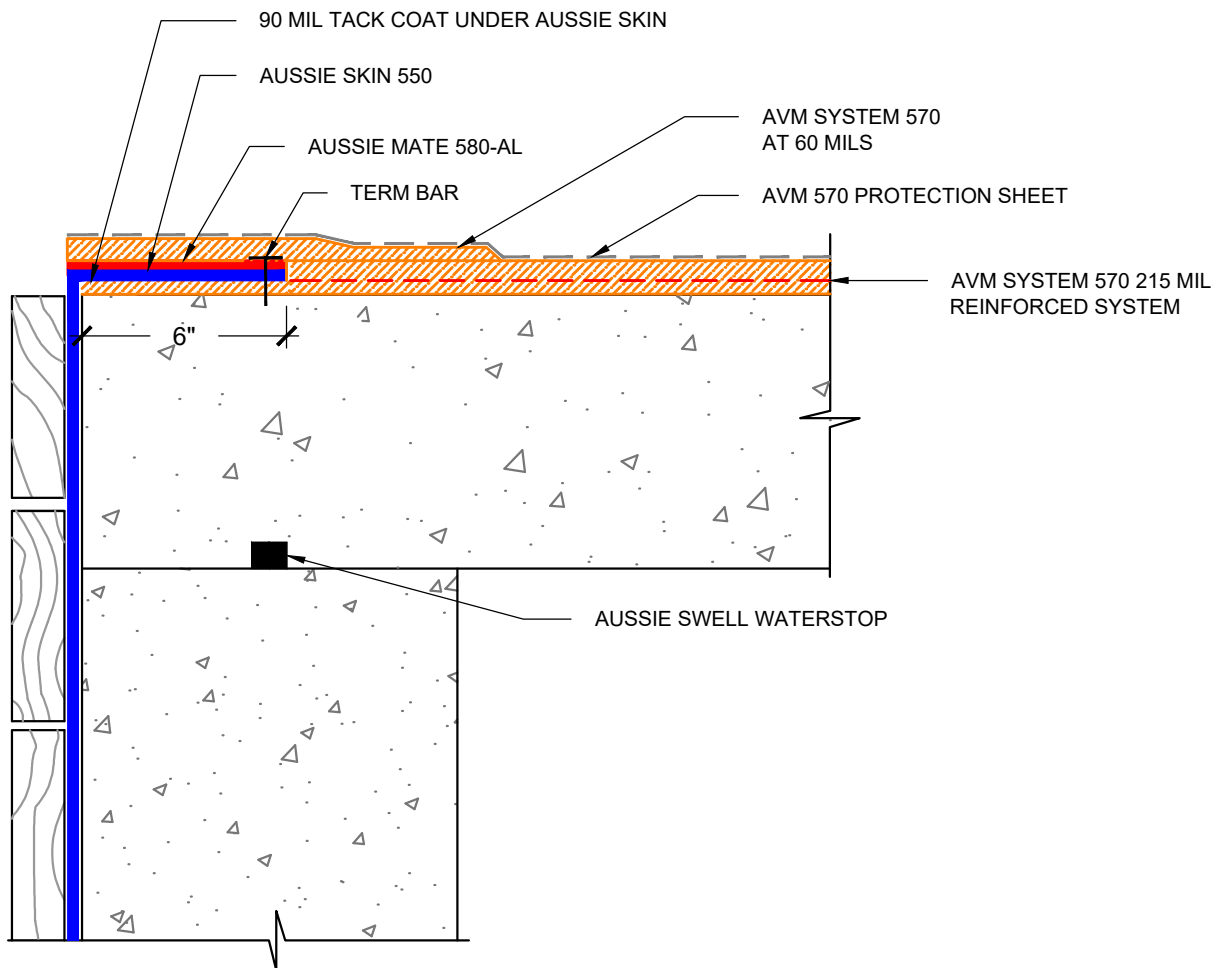 90 MIL TACK COAT UNDER AUSSIE SKIN
AUSSIE SKIN 550
AUSSIE MATE 580-AL
TERM BAR
AVM SYSTEM 570
AT 60 MILS
AVM 570 PROTECTION SHEET
AVM SYSTEM 570 215 MIL
REINFORCED SYSTEM
6"
AUSSIE SWELL WATERSTOP